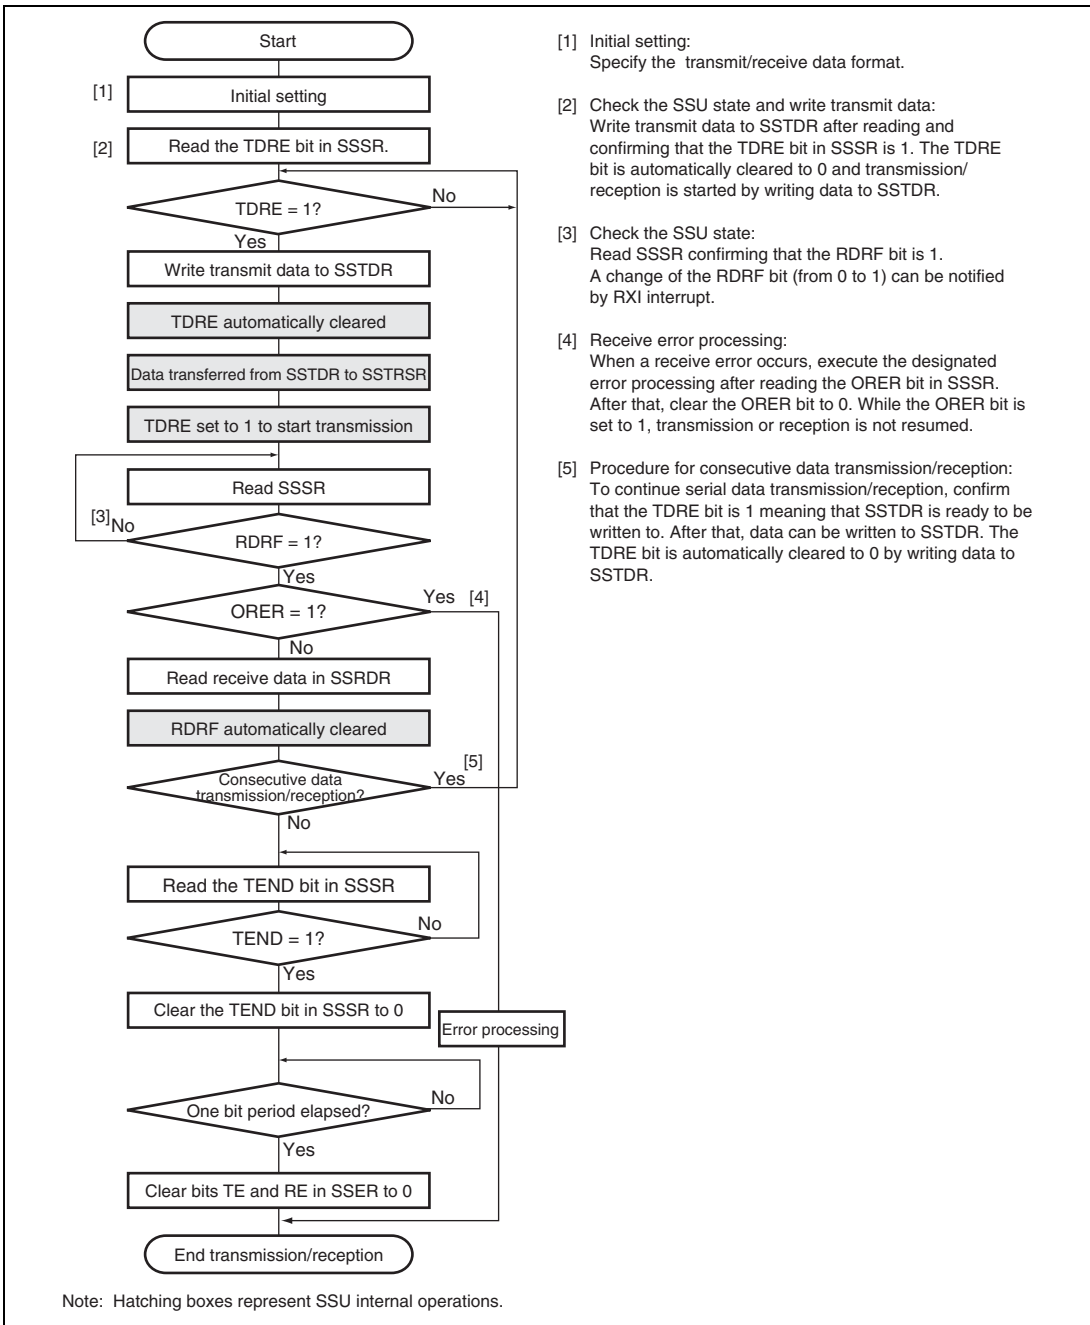 Start
[1]
Initial setting
[2]
Read the TDRE bit in SSSR.
TDRE = 1?
No
Yes
Write transmit data to SSTDR
TDRE automatically cleared
Data transferred from SSTDR to SSTRSR
TDRE set to 1 to start transmission
Read SSSR
[3]
No
RDRF = 1?
Yes
ORER = 1?
Yes
[4]
No
Read receive data in SSRDR
RDRF automatically cleared
[5]
Consecutive data
transmission/reception?
Yes
No
Read the TEND bit in SSSR
TEND = 1?
No
Yes
Clear the TEND bit in SSSR to 0
Error processing
One bit period elapsed?
No
Yes
Clear bits TE and RE in SSER to 0
End transmission/reception
[1] Initial setting:
Specify the transmit/receive data format.
[2] Check the SSU state and write transmit data:
Write transmit data to SSTDR after reading and
confirming that the TDRE bit in SSSR is 1. The TDRE
bit is automatically cleared to 0 and transmission/
reception is started by writing data to SSTDR.
[3] Check the SSU state:
Read SSSR confirming that the RDRF bit is 1.
A change of the RDRF bit (from 0 to 1) can be notified
by RXI interrupt.
[4] Receive error processing:
When a receive error occurs, execute the designated
error processing after reading the ORER bit in SSSR.
After that, clear the ORER bit to 0. While the ORER bit is
set to 1, transmission or reception is not resumed.
[5] Procedure for consecutive data transmission/reception:
To continue serial data transmission/reception, confirm
that the TDRE bit is 1 meaning that SSTDR is ready to be
written to. After that, data can be written to SSTDR. The
TDRE bit is automatically cleared to 0 by writing data to
SSTDR.
Note: Hatching boxes represent SSU internal operations.